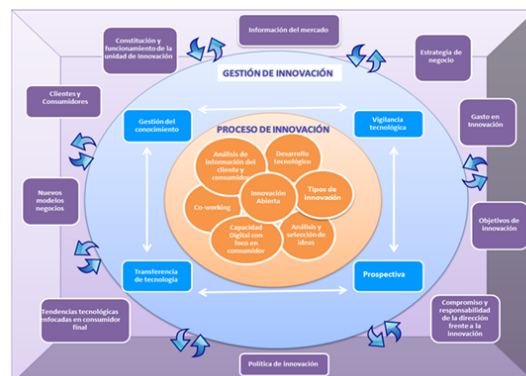 Información del mercado
Constitución y
funcionamiento de la
unidad de Innovación
Estrategia de
negocio
GESTIÓN DE INNOVACIÓN
Clientes y
Consumidores
Gestión del
conocimiento
Vigilancia
tecnológica
Gasto en
Innovación
PROCESO DE INNOVACIÓN
Análisis de
información del
cliente y
consumidor
Desarrollo
tecnológico
Innovación
Abierta
Tipos de
innovación
Nuevos
modelos
negocios
Co-working
Objetivos de
Innovación
Capacidad
Digital con
foco en
consumidor
Análisis y
selección de
ideas
Transferencia
de tecnología
Prospectiva
Tendencias tecnológicas
enfocadas en consumidor
final
Compromiso y
responsabilidad
de la dirección
frente a la
innovación
Política de innovación